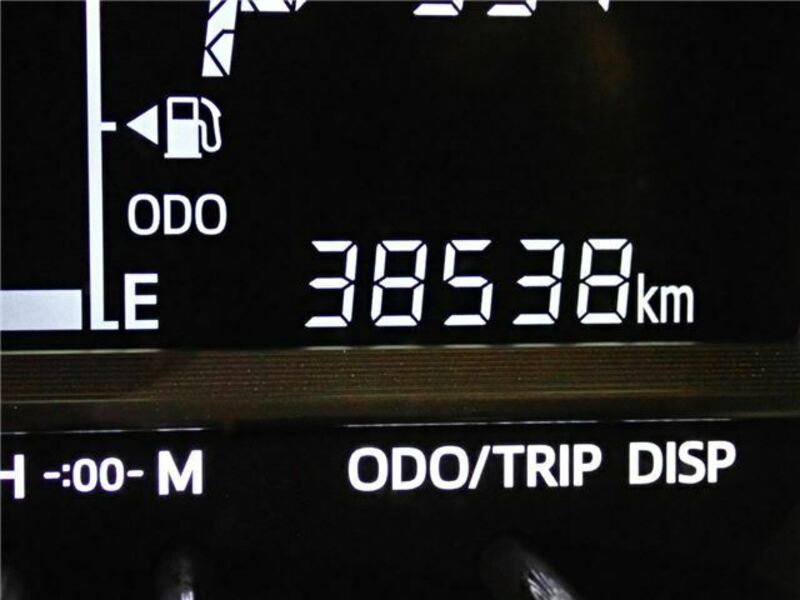 ODO
E
38538km
H -:00- M
ODO/TRIP DISP